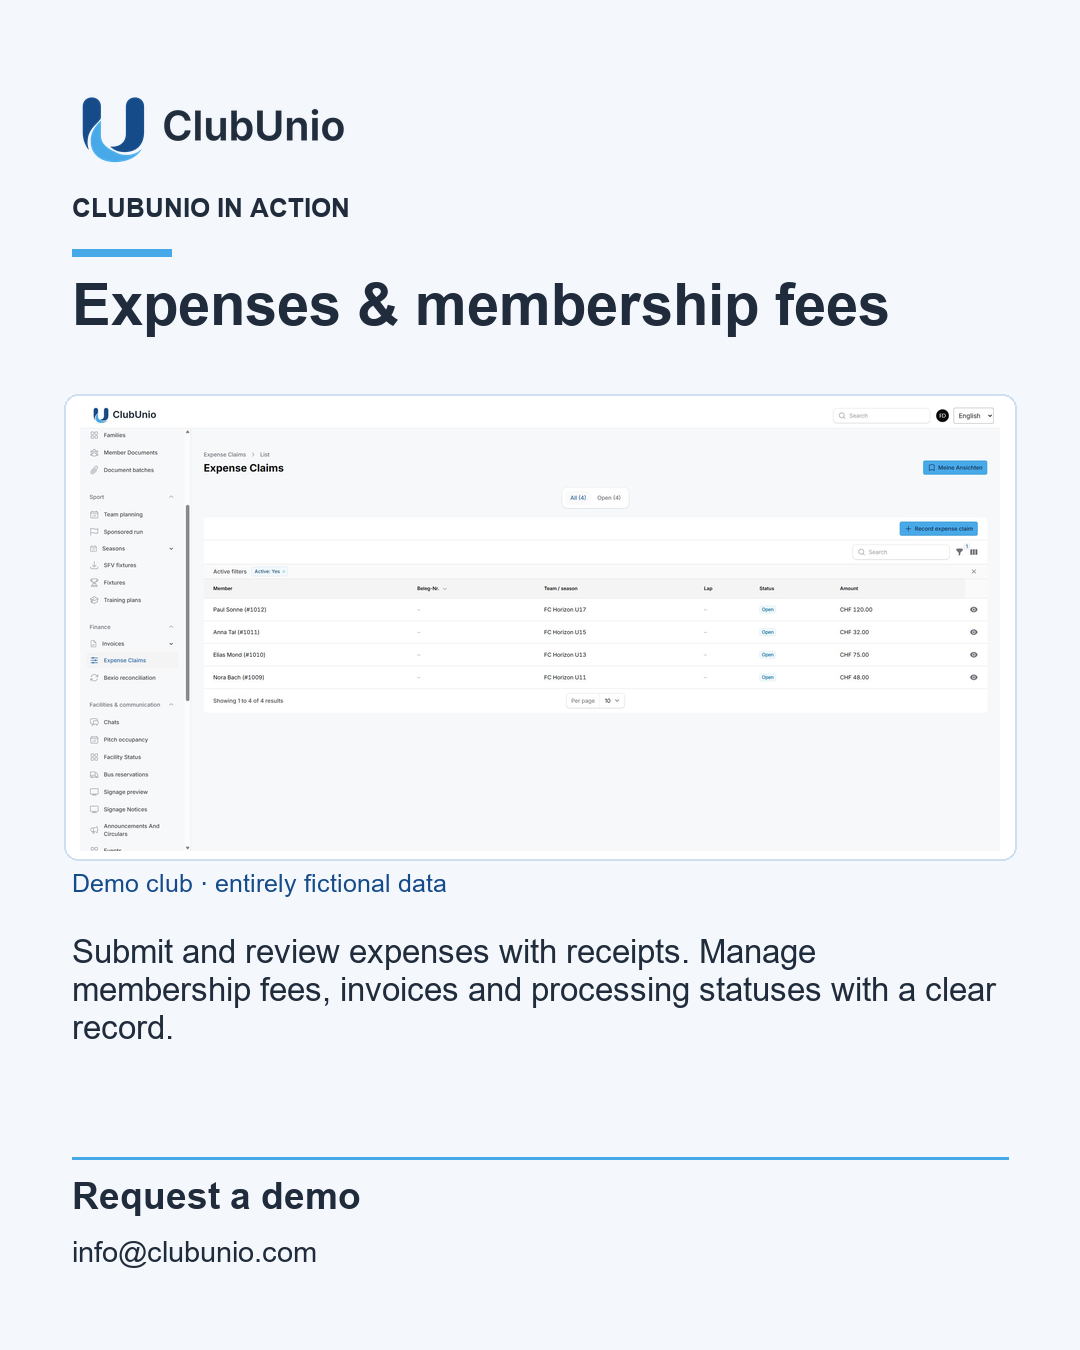 ClubUnio
CLUBUNIO IN ACTION
Expenses & membership fees
ClubUnio
Search
FD
English
Families
Member Documents
Document batches
Sport
Team planning
Sponsored run
Seasons
SFV fixtures
Fixtures
Training plans
Finance
Invoices
Expense Claims
Bexio reconciliation
Facilities & communication
Chats
Pitch occupancy
Facility Status
Bus reservations
Signage preview
Signage Notices
Announcements And
Circulars
Events
Expense Claims > List
Expense Claims
Meine Ansichten
All (4) Open (4)
+ Record expense claim
Search
1
Active filters Active: Yes ×
Member Beleg-Nr. Team / season Lap Status Amount
Paul Sonne (#1012) – FC Horizon U17 – Open CHF 120.00
Anna Tal (#1011) – FC Horizon U15 – Open CHF 32.00
Elias Mond (#1010) – FC Horizon U13 – Open CHF 75.00
Nora Bach (#1009) – FC Horizon U11 – Open CHF 48.00
Showing 1 to 4 of 4 results Per page 10
Demo club · entirely fictional data
Submit and review expenses with receipts. Manage
membership fees, invoices and processing statuses with a clear
record.
Request a demo
info@clubunio.com